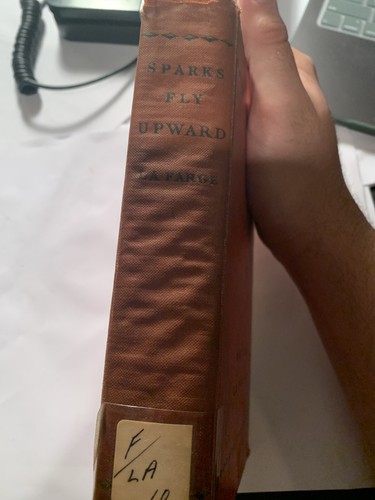 SPARKS
FLY
UPWARD
LA FARGE
F/
LA